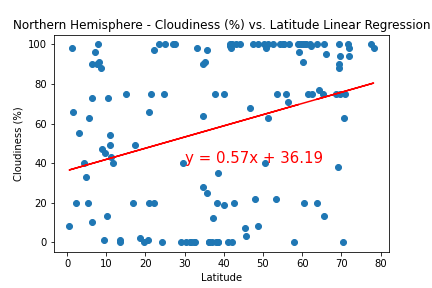 Northern Hemisphere - Cloudiness (%) vs. Latitude Linear Regression
100
80
60
40
20
0
Cloudiness (%)
y = 0.57x + 36.19
0 10 20 30 40 50 60 70 80
Latitude